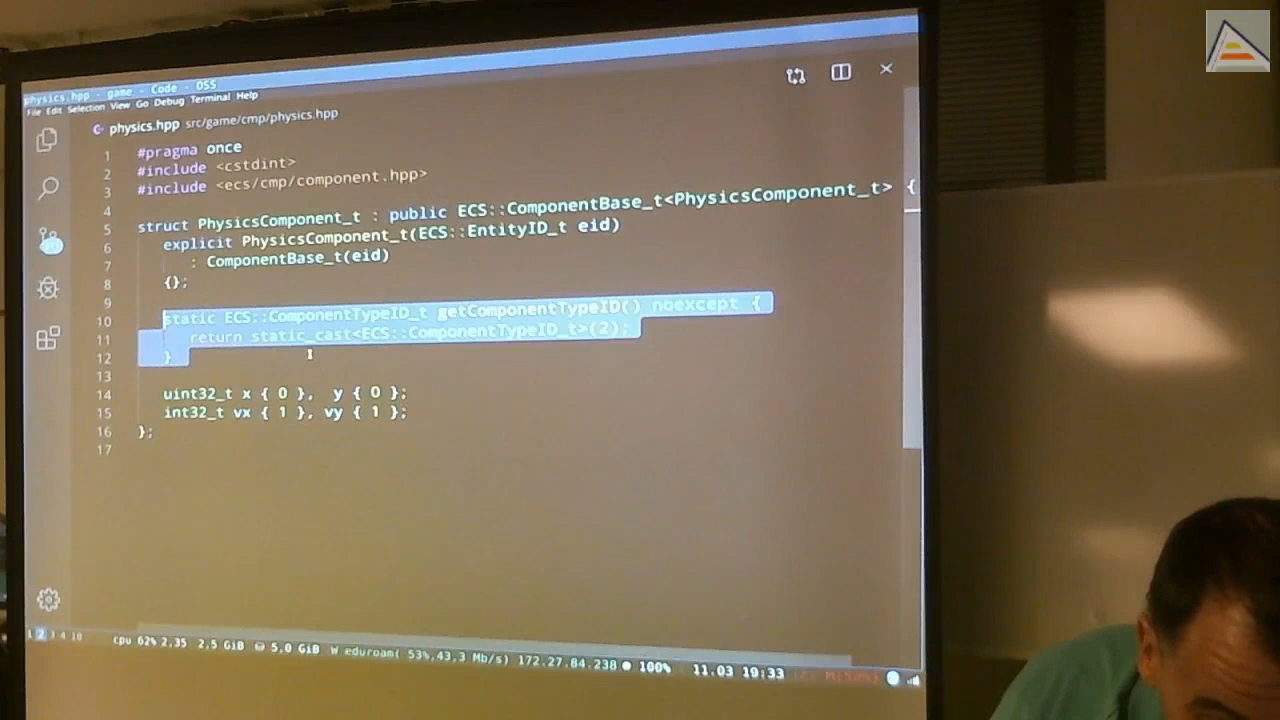 physics.hpp - game - Code - OSS
File Edit Selection View Go Debug Terminal Help
physics.hpp src/game/cmp/physics.hpp
1 #pragma once
2 #include <cstdint>
3 #include <ecs/cmp/component.hpp>
4
5 struct PhysicsComponent_t : public ECS::ComponentBase_t<PhysicsComponent_t> {
6 explicit PhysicsComponent_t(ECS::EntityID_t eid)
7 : ComponentBase_t(eid)
8 {};
9
10 static ECS::ComponentTypeID_t getComponentTypeID() noexcept {
11 return static_cast<ECS::ComponentTypeID_t>(2);
12 }
13
14 uint32_t x { 0 }, y { 0 };
15 int32_t vx { 1 }, vy { 1 };
16 };
17
1 2 3 4 10 cpu 62% 2,35 2,5 GiB 5,0 GiB W eduroam( 53%,43,3 Mb/s) 172.27.84.238 100% 11.03 19:33